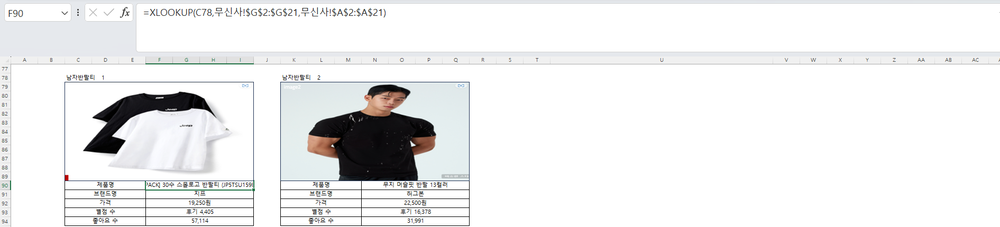 F90
fx
=XLOOKUP(C78,무신사!$G$2:$G$21,무신사!$A$2:$A$21)
A B C D E F G H I J K L M N O P Q R S T U V W X Y Z AA AB AC
77
78 남자반팔티 1 남자반팔티 2
79 image2
80
81
82 Jeep
83 Jeep
84
85
86
87
88
89
90 제품명 PACK] 30수 스몰로고 반팔티 (JP5TSU159 제품명 무지 머슬핏 반팔 13컬러
91 브랜드명 지프 브랜드명 허그본
92 가격 19,250원 가격 22,500원
93 별점 수 후기 4,405 별점 수 후기 16,378
94 좋아요 수 57,114 좋아요 수 31,991